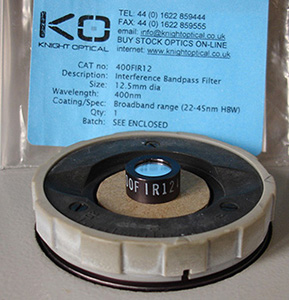 TEL: 44 (0) 1622 859444
FAX: 44 (0) 1622 859555
email: info@knightoptical.co.uk
BUY STOCK OPTICS ON-LINE
internet: www.knightoptical.co.uk
KNIGHT OPTICAL
CAT no: 400FIR12
Description: Interference Bandpass Filter
Size: 12.5mm dia
Wavelength: 400nm
Coating/Spec: Broadband range (22-45nm HBW)
Qty: 1
Batch: SEE ENCLOSED
00FIR12